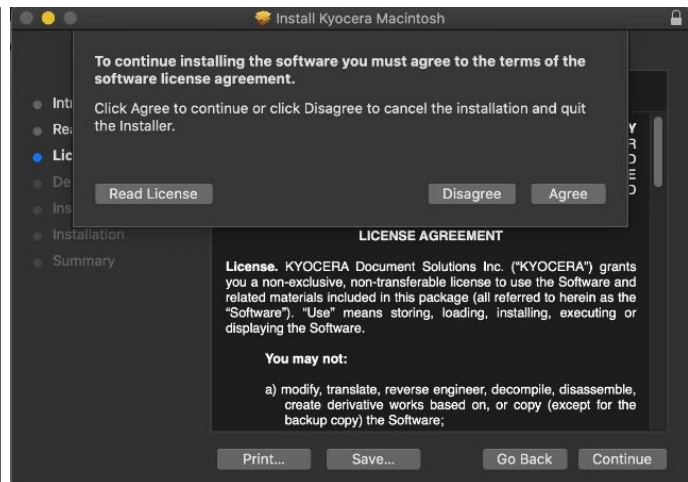 Install Kyocera Macintosh
To continue installing the software you must agree to the terms of the
software license agreement.
Click Agree to continue or click Disagree to cancel the installation and quit
the Installer.
Read License
Disagree
Agree
Int
Rea
Lic
De
Ins
Installation
Summary
Y
R
D
E
D
LICENSE AGREEMENT
License. KYOCERA Document Solutions Inc. (“KYOCERA”) grants
you a non-exclusive, non-transferable license to use the Software and
related materials included in this package (all referred to herein as the
“Software”). “Use” means storing, loading, installing, executing or
displaying the Software.
You may not:
a) modify, translate, reverse engineer, decompile, disassemble,
create derivative works based on, or copy (except for the
backup copy) the Software;
Print...
Save...
Go Back
Continue